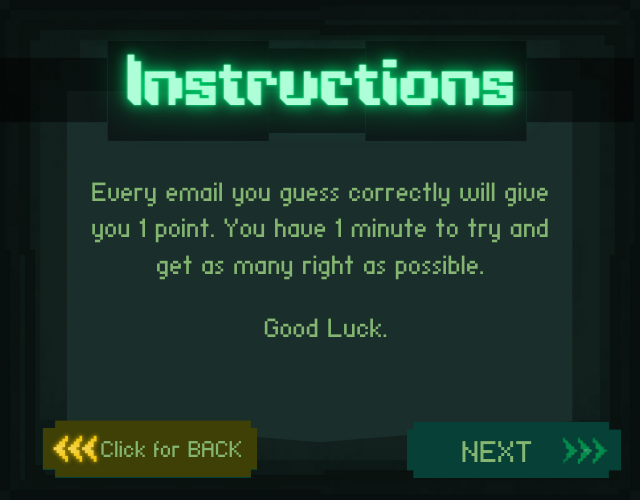 Instructions
Every email you guess correctly will give
you 1 point. You have 1 minute to try and
get as many right as possible.
Good Luck.
Click for BACK
NEXT